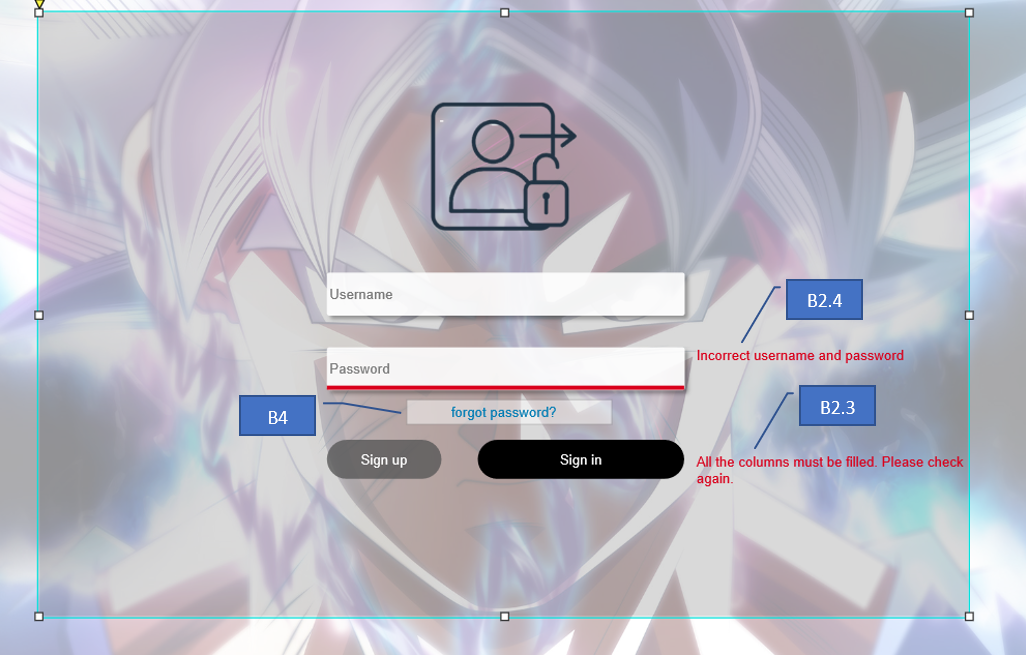 Username
B2.4
Incorrect username and password
Password
B2.3
B4
forgot password?
Sign up
Sign in
All the columns must be filled. Please check
again.